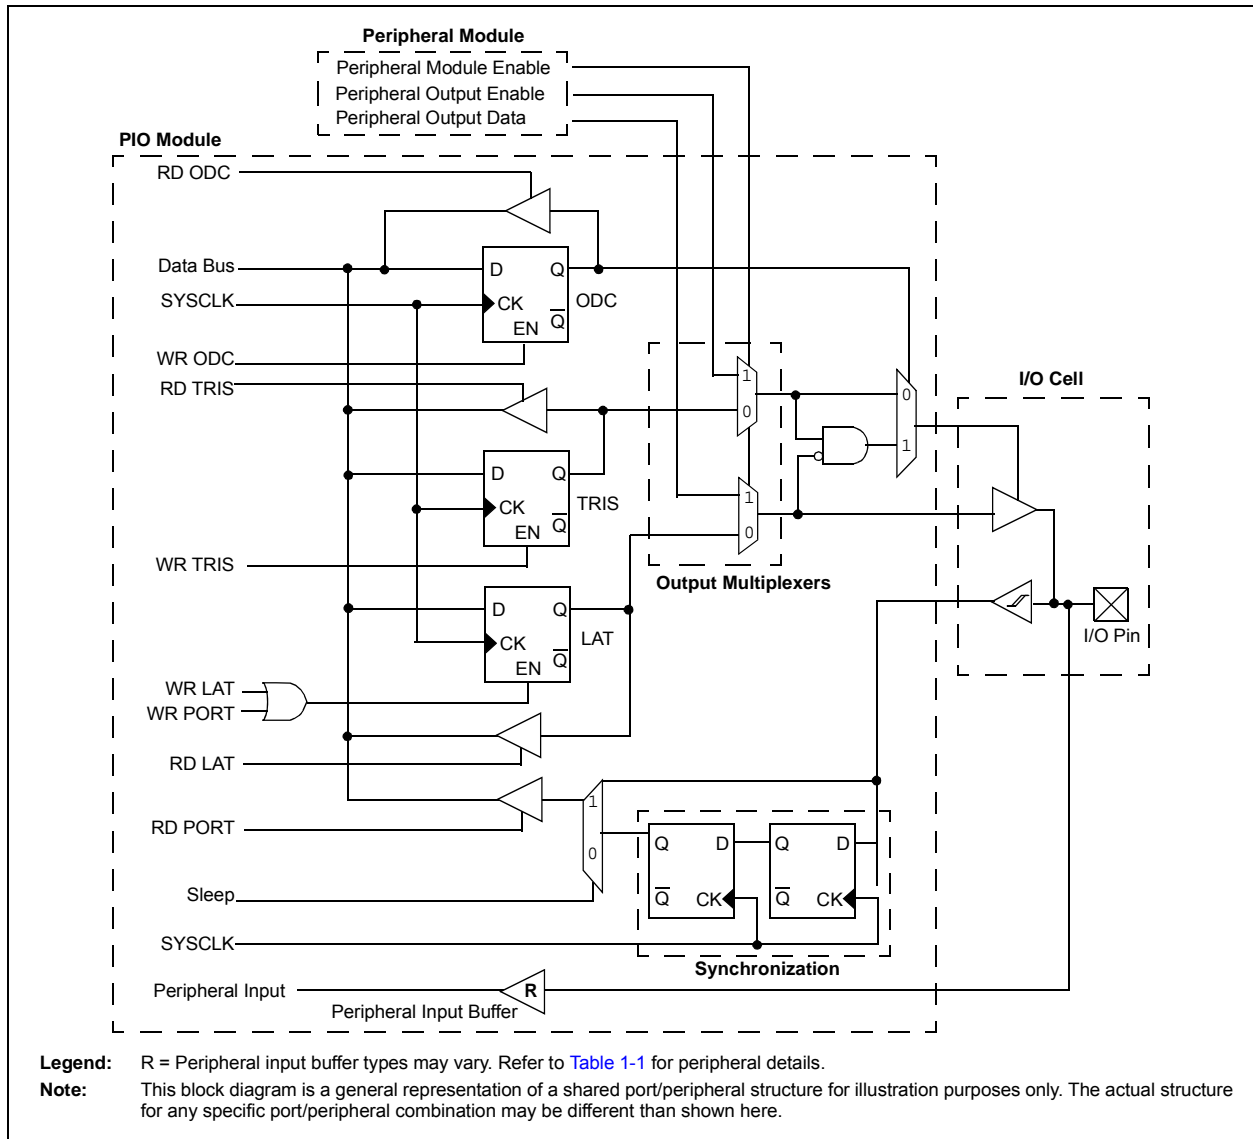 Peripheral Module
Peripheral Module Enable
Peripheral Output Enable
Peripheral Output Data
PIO Module
RD ODC
Data Bus
D Q
SYSCLK
CK
ODC
EN Q
WR ODC
RD TRIS
1
0
I/O Cell
0
1
D Q
CK
TRIS
EN Q
WR TRIS
1
0
Output Multiplexers
D Q
CK
LAT
EN Q
I/O Pin
WR LAT
WR PORT
RD LAT
1
0
RD PORT
Q D
Q CK
Q D
Q CK
Sleep
SYSCLK
Synchronization
Peripheral Input
R
Peripheral Input Buffer
Legend: R = Peripheral input buffer types may vary. Refer to Table 1-1 for peripheral details.
Note: This block diagram is a general representation of a shared port/peripheral structure for illustration purposes only. The actual structure
for any specific port/peripheral combination may be different than shown here.